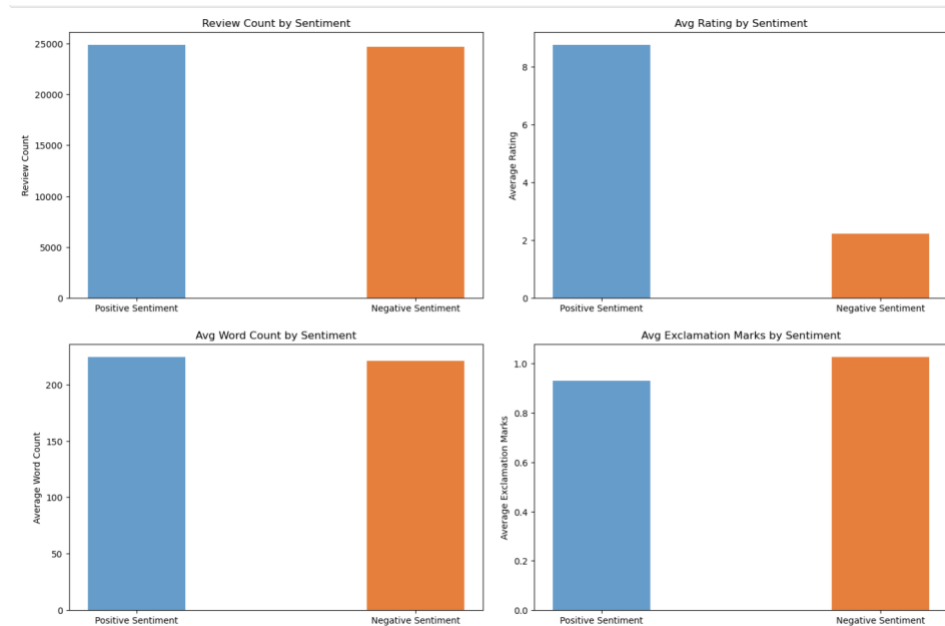 Review Count by Sentiment
25000
20000
15000
10000
5000
0
Review Count
Positive Sentiment
Negative Sentiment
Avg Rating by Sentiment
8
6
4
2
0
Average Rating
Positive Sentiment
Negative Sentiment
Avg Word Count by Sentiment
200
150
100
50
0
Average Word Count
Positive Sentiment
Negative Sentiment
Avg Exclamation Marks by Sentiment
1.0
0.8
0.6
0.4
0.2
0.0
Average Exclamation Marks
Positive Sentiment
Negative Sentiment